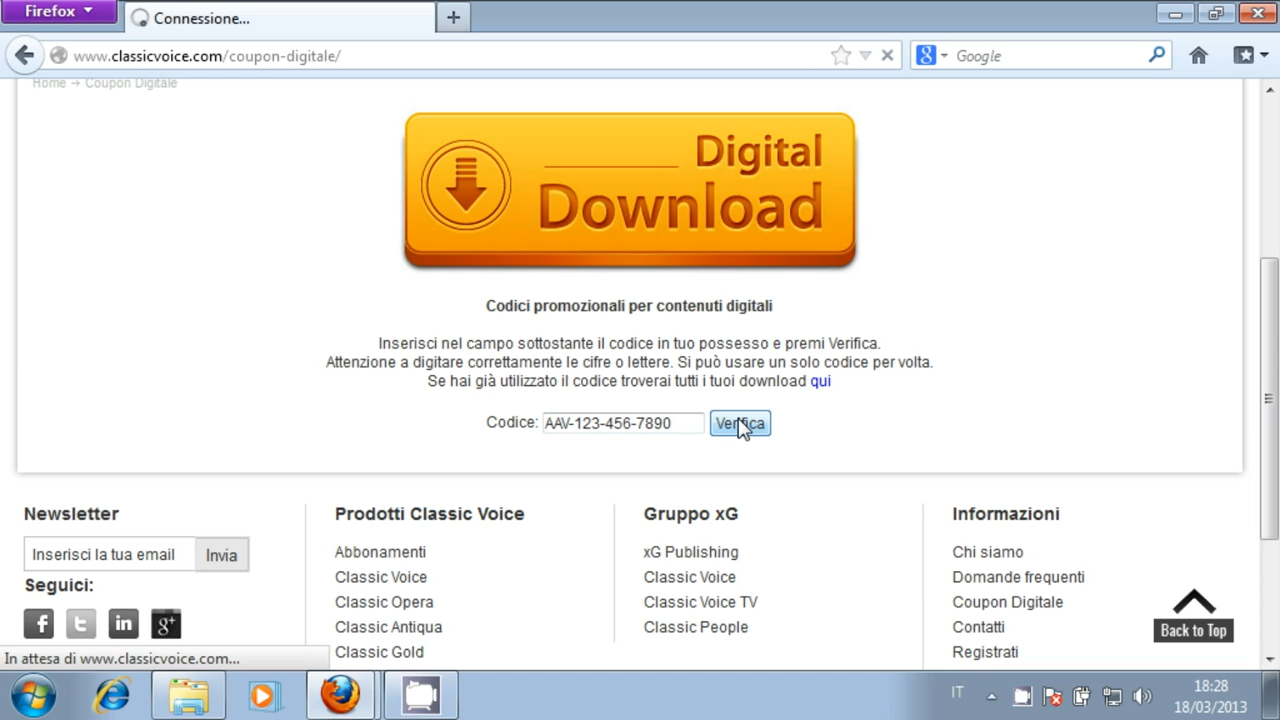 Firefox
Connessione...
www.classicvoice.com/coupon-digitale/
Google
Home → Coupon Digitale
Digital
Download
Codici promozionali per contenuti digitali
Inserisci nel campo sottostante il codice in tuo possesso e premi Verifica.
Attenzione a digitare correttamente le cifre o lettere. Si può usare un solo codice per volta.
Se hai già utilizzato il codice troverai tutti i tuoi download qui
Codice: AAV-123-456-7890 Verifica
Newsletter
Inserisci la tua email Invia
Seguici:
Prodotti Classic Voice
Abbonamenti
Classic Voice
Classic Opera
Classic Antiqua
Classic Gold
Gruppo xG
xG Publishing
Classic Voice
Classic Voice TV
Classic People
Informazioni
Chi siamo
Domande frequenti
Coupon Digitale
Contatti
Registrati
Back to Top
In attesa di www.classicvoice.com...
IT
18:28
18/03/2013